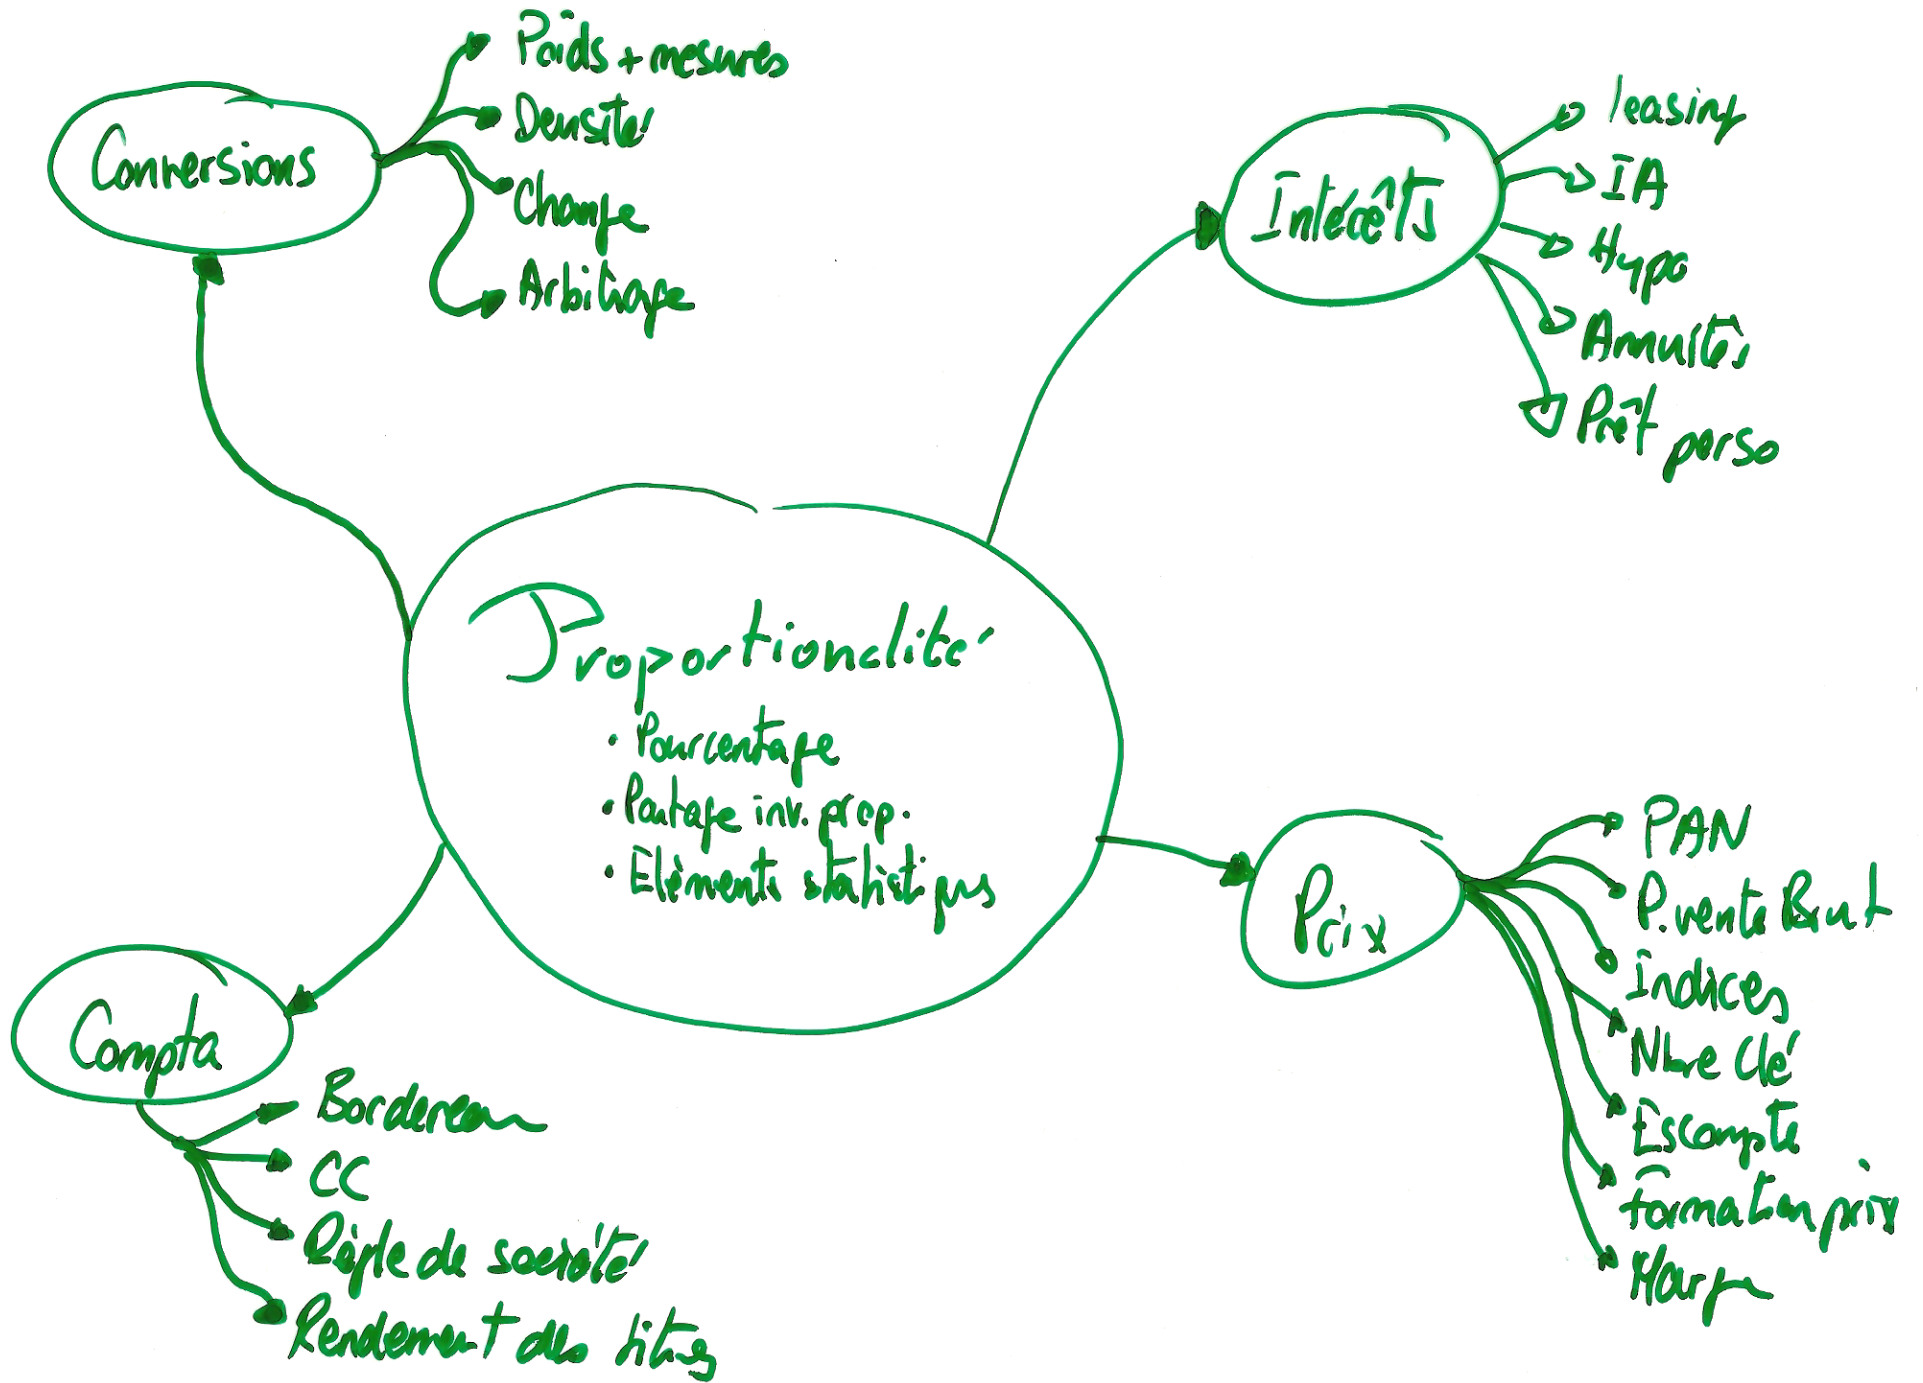 Conversions
Poids + mesures
Densité
Change
Arbitrage
Intérêts
leasing
IA
Hypo
Annuités
Prêt perso
Proportionalité
• Pourcentage
• Partage inv. prop.
• Elèments statistiques
Prix
PAN
P. vente Brut
Indices
Nbre Clé
Escompte
Formation prix
Marge
Compta
Bordereau
CC
Règle de société
Rendement des titres